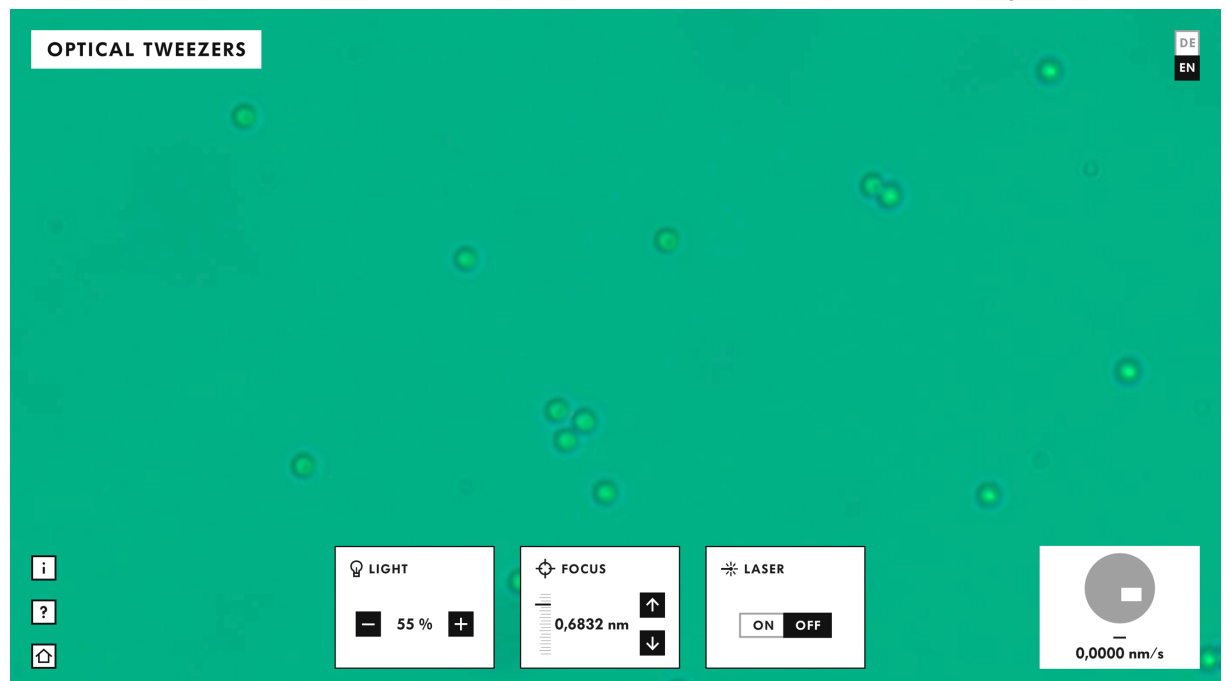 OPTICAL TWEEZERS
DE
EN
i
?
LIGHT
− 55 % +
FOCUS
0,6832 nm
LASER
ON OFF
0,0000 nm/s